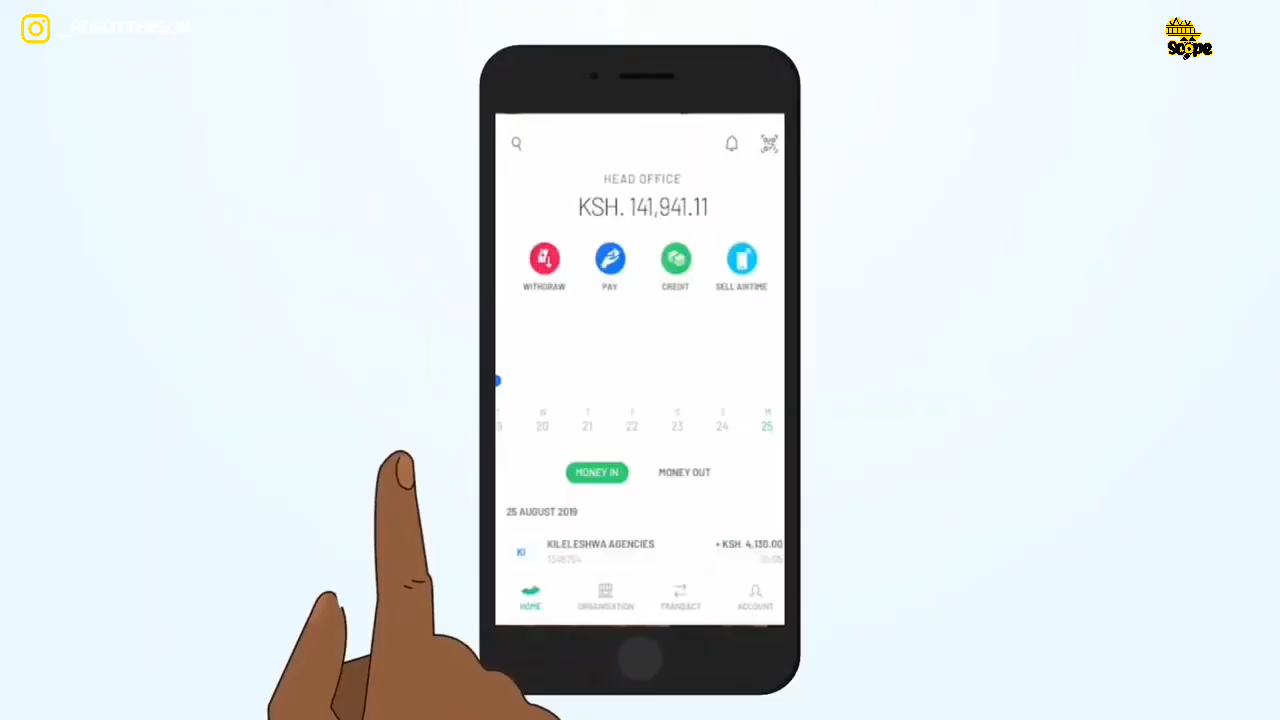 Scope
HEAD OFFICE
KSH. 141,941.11
WITHDRAW PAY CREDIT SELL AIRTIME
W T F S S M
9 20 21 22 23 24 25
MONEY IN MONEY OUT
25 AUGUST 2019
KI KILELESHWA AGENCIES + KSH. 4,130.00
HOME ORGANISATION TRANSACT ACCOUNT